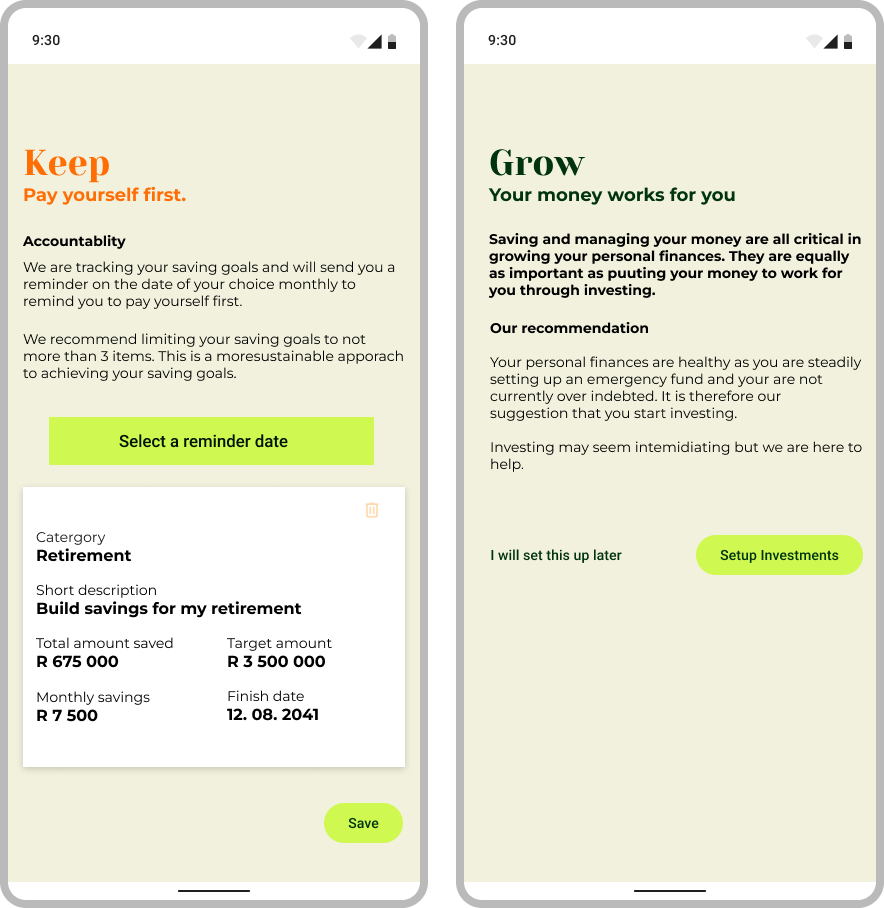 9:30
Keep
Pay yourself first.
Accountablity
We are tracking your saving goals and will send you a
reminder on the date of your choice monthly to
remind you to pay yourself first.
We recommend limiting your saving goals to not
more than 3 items. This is a moresustainable apporach
to achieving your saving goals.
Select a reminder date
Catergory
Retirement
Short description
Build savings for my retirement
Total amount saved
R 675 000
Target amount
R 3 500 000
Monthly savings
R 7 500
Finish date
12. 08. 2041
Save
9:30
Grow
Your money works for you
Saving and managing your money are all critical in
growing your personal finances. They are equally
as important as puuting your money to work for
you through investing.
Our recommendation
Your personal finances are healthy as you are steadily
setting up an emergency fund and your are not
currently over indebted. It is therefore our
suggestion that you start investing.
Investing may seem intemidiating but we are here to
help.
I will set this up later
Setup Investments